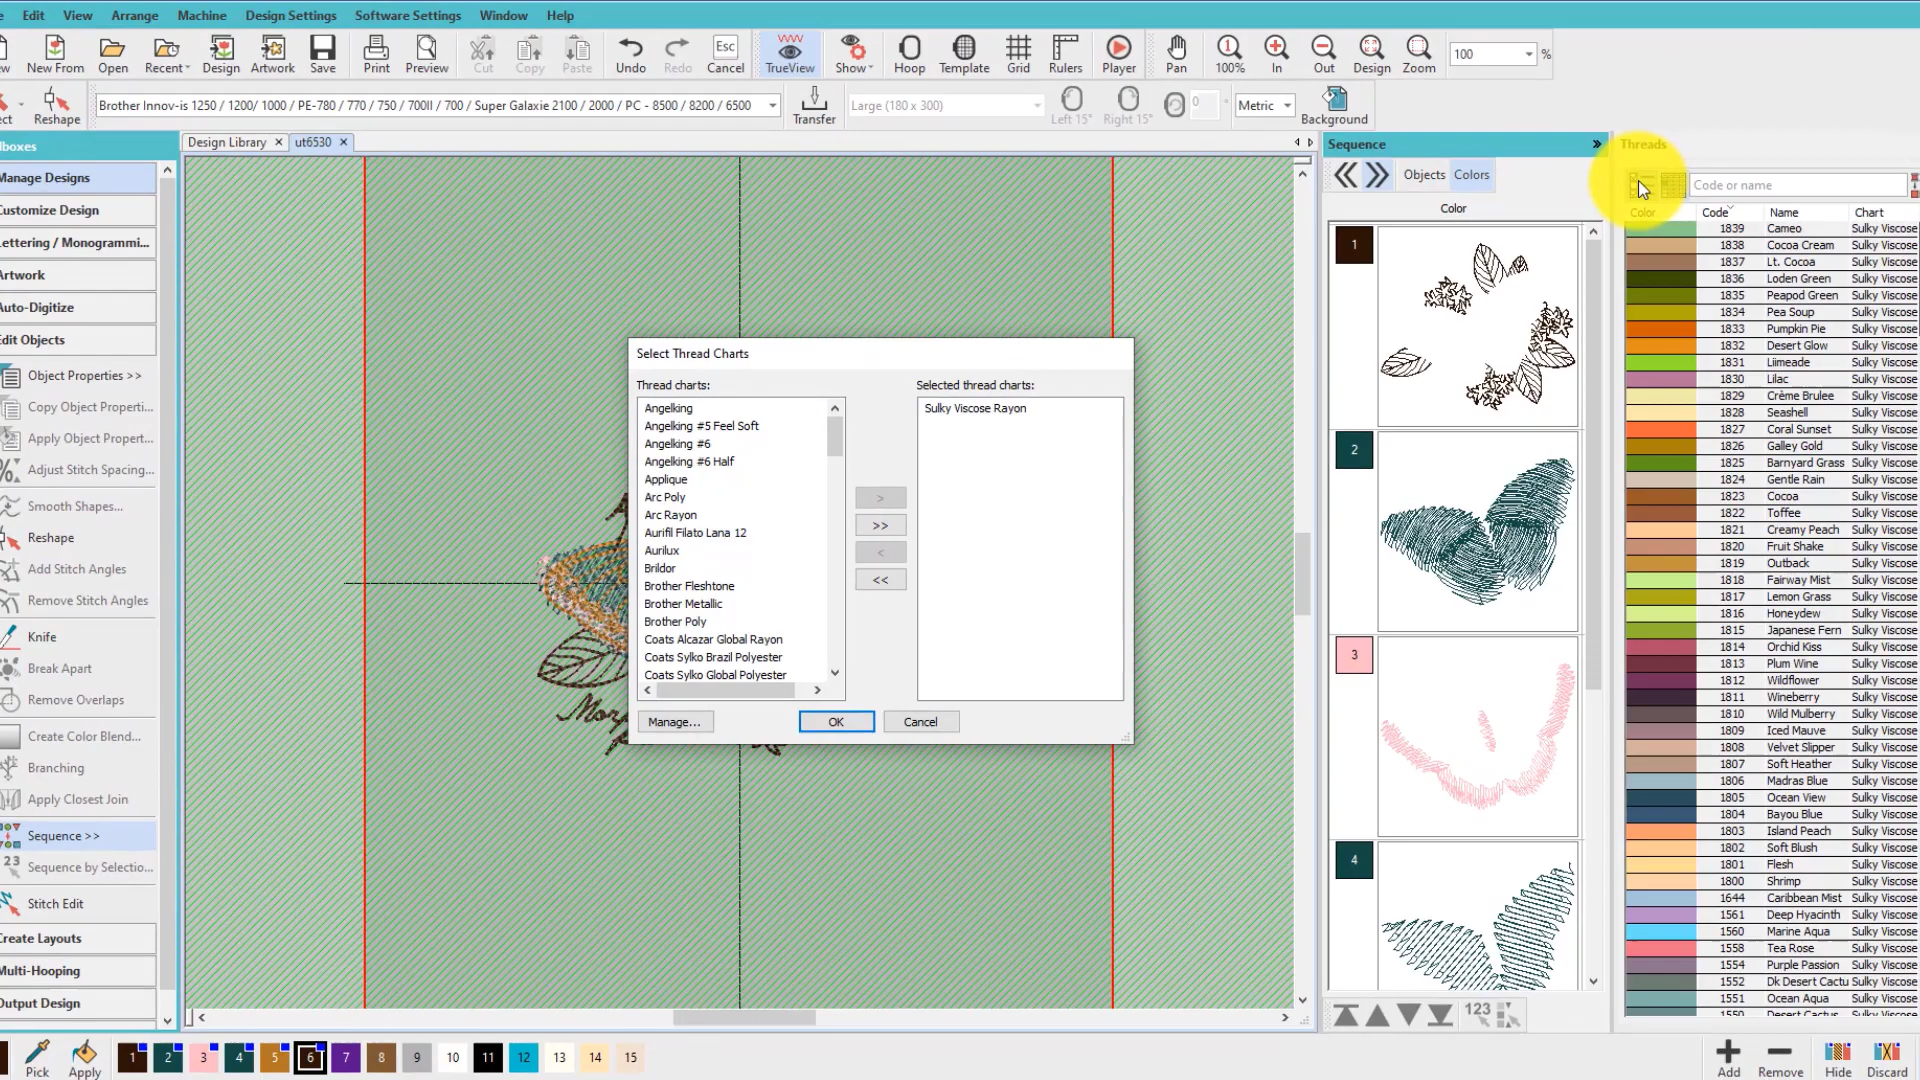 Edit View Arrange Machine Design Settings Software Settings Window Help
New From Open Recent Design Artwork Save Print Preview Cut Copy Paste Undo Redo Esc Cancel TrueView Show Hoop Template Grid Rulers Player Pan 1 100% In Out Design Zoom 100 %
Reshape Brother Innov-is 1250 / 1200/ 1000 / PE-780 / 770 / 750 / 700II / 700 / Super Galaxie 2100 / 2000 / PC - 8500 / 8200 / 6500 Transfer Large (180 x 300) Left 15° Right 15° 0 Metric Background
Design Library × ut6530 ×
Manage Designs
Customize Design
Lettering / Monogrammi...
Artwork
Auto-Digitize
Edit Objects
Object Properties >>
Copy Object Properti...
Apply Object Propert...
Adjust Stitch Spacing...
Smooth Shapes...
Reshape
Add Stitch Angles
Remove Stitch Angles
Knife
Break Apart
Remove Overlaps
Create Color Blend...
Branching
Apply Closest Join
Sequence >>
Sequence by Selectio...
Stitch Edit
Create Layouts
Multi-Hooping
Output Design
Select Thread Charts
Thread charts:
Angelking
Angelking #5 Feel Soft
Angelking #6
Angelking #6 Half
Applique
Arc Poly
Arc Rayon
Aurifil Filato Lana 12
Aurilux
Brildor
Brother Fleshtone
Brother Metallic
Brother Poly
Coats Alcazar Global Rayon
Coats Sylko Brazil Polyester
Coats Sylko Global Polyester
>
>>
<
<<
Selected thread charts:
Sulky Viscose Rayon
Manage... OK Cancel
Sequence
Objects Colors
Color
1
2
3
4
123
Threads
Code or name
Color Code Name Chart
1839 Cameo Sulky Viscose
1838 Cocoa Cream Sulky Viscose
1837 Lt. Cocoa Sulky Viscose
1836 Loden Green Sulky Viscose
1835 Peapod Green Sulky Viscose
1834 Pea Soup Sulky Viscose
1833 Pumpkin Pie Sulky Viscose
1832 Desert Glow Sulky Viscose
1831 Liimeade Sulky Viscose
1830 Lilac Sulky Viscose
1829 Crème Brulee Sulky Viscose
1828 Seashell Sulky Viscose
1827 Coral Sunset Sulky Viscose
1826 Galley Gold Sulky Viscose
1825 Barnyard Grass Sulky Viscose
1824 Gentle Rain Sulky Viscose
1823 Cocoa Sulky Viscose
1822 Toffee Sulky Viscose
1821 Creamy Peach Sulky Viscose
1820 Fruit Shake Sulky Viscose
1819 Outback Sulky Viscose
1818 Fairway Mist Sulky Viscose
1817 Lemon Grass Sulky Viscose
1816 Honeydew Sulky Viscose
1815 Japanese Fern Sulky Viscose
1814 Orchid Kiss Sulky Viscose
1813 Plum Wine Sulky Viscose
1812 Wildflower Sulky Viscose
1811 Wineberry Sulky Viscose
1810 Wild Mulberry Sulky Viscose
1809 Iced Mauve Sulky Viscose
1808 Velvet Slipper Sulky Viscose
1807 Soft Heather Sulky Viscose
1806 Madras Blue Sulky Viscose
1805 Ocean View Sulky Viscose
1804 Bayou Blue Sulky Viscose
1803 Island Peach Sulky Viscose
1802 Soft Blush Sulky Viscose
1801 Flesh Sulky Viscose
1800 Shrimp Sulky Viscose
1644 Caribbean Mist Sulky Viscose
1561 Deep Hyacinth Sulky Viscose
1560 Marine Aqua Sulky Viscose
1558 Tea Rose Sulky Viscose
1554 Purple Passion Sulky Viscose
1552 Dk Desert Cactu Sulky Viscose
1551 Ocean Aqua Sulky Viscose
1550 Desert Cactus Sulky Viscose
Pick Apply 1 2 3 4 5 6 7 8 9 10 11 12 13 14 15 Add Remove Hide Discard